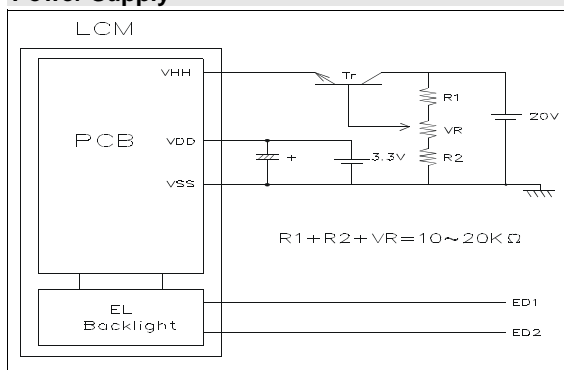 Power Supply
LCM
VHH
Tr
R1
20V
VR
PCB
VDD
+
3.3V
R2
VSS
R1+R2+VR=10~20KΩ
EL
Backlight
ED1
ED2